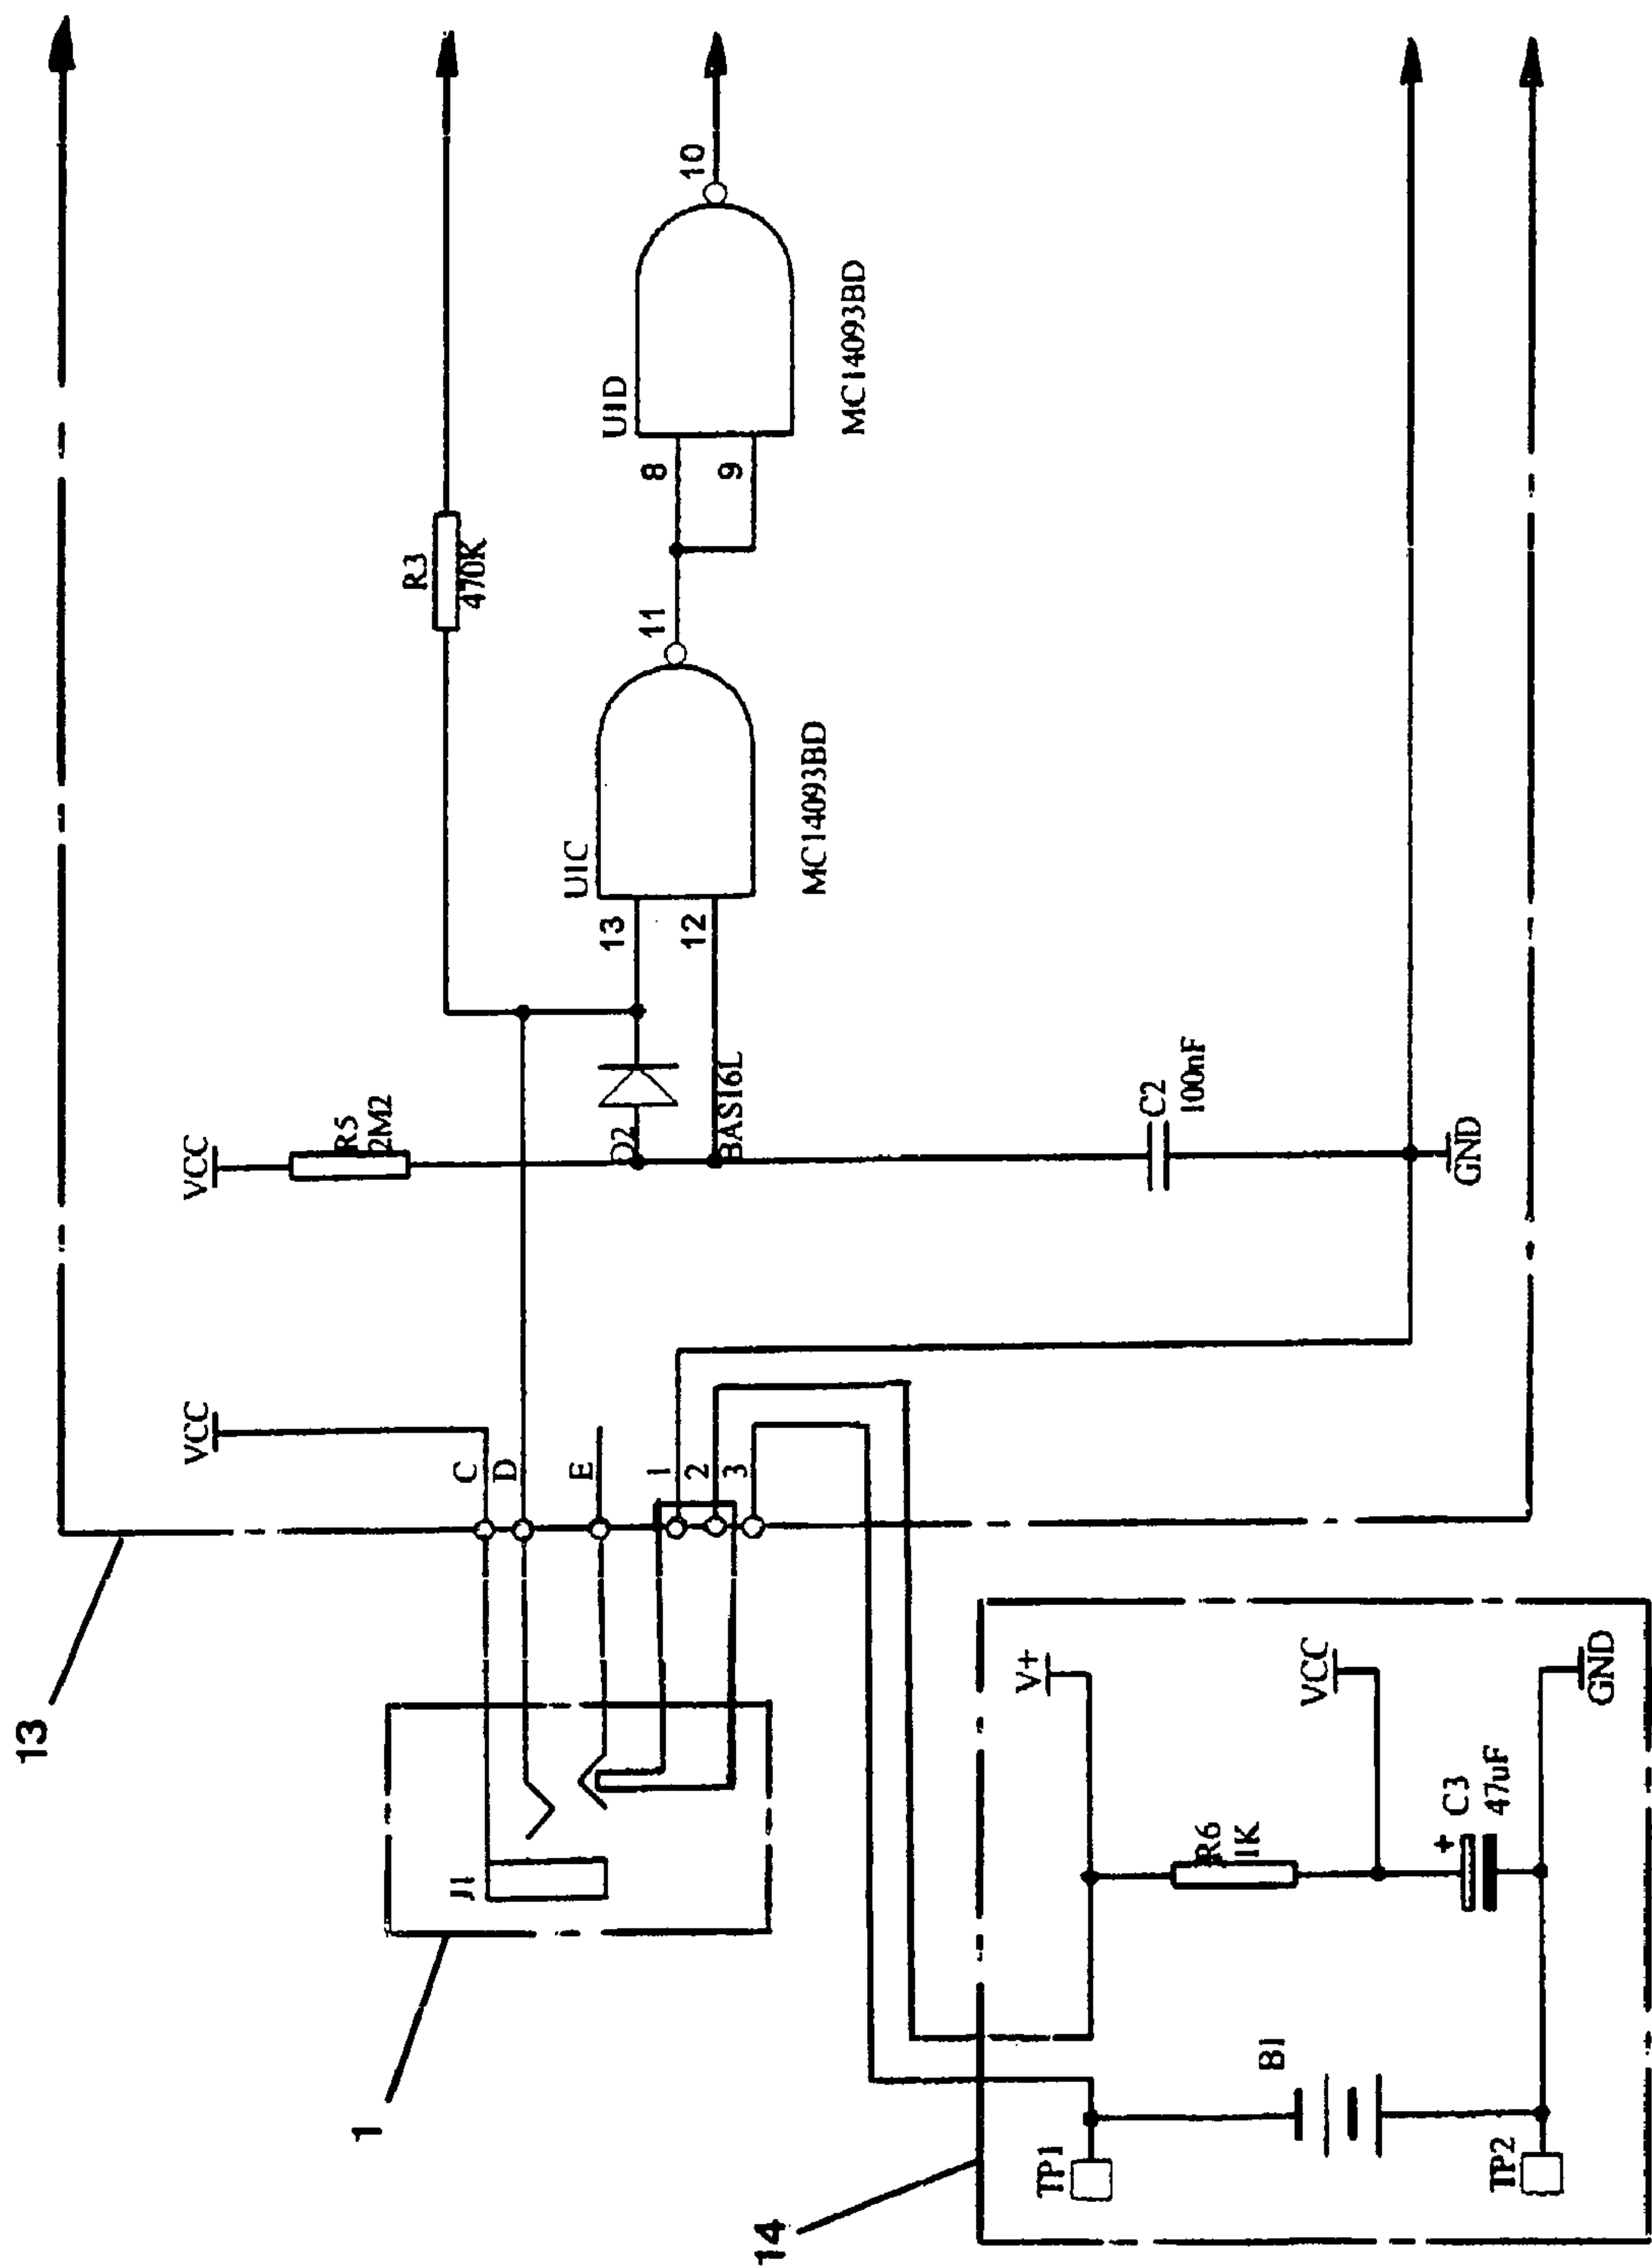 13
VCC
VCC
R5
2M2
R3
470K
C
D
E
1
2
3
D2
BAS16L
13
12
U1C
MC14093BD
11
8
9
U1D
MC14093BD
10
C2
100nF
GND
1
J1
14
TP1
TP2
B1
V+
R6
1K
VCC
C3
+
47uF
GND